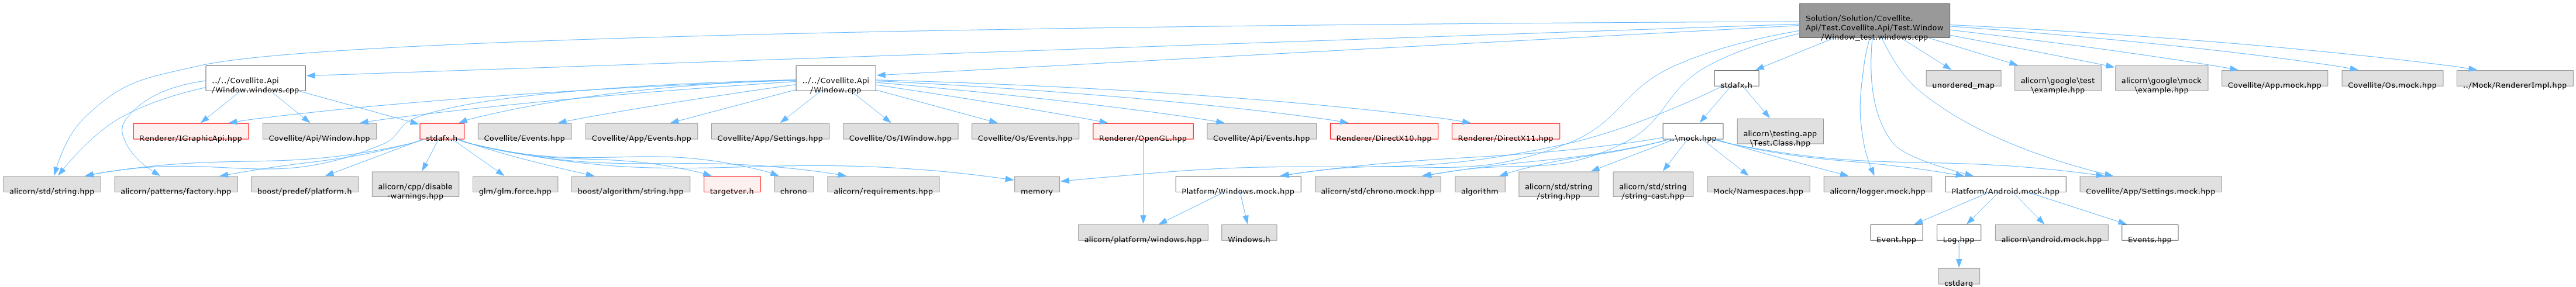 Solution/Solution/Covellite.
Api/Test.Covellite.Api/Test.Window
/Window_test.windows.cpp
../../Covellite.Api
/Window.windows.cpp
../../Covellite.Api
/Window.cpp
stdafx.h
unordered_map
alicorn\google\test
\example.hpp
alicorn\google\mock
\example.hpp
Covellite/App.mock.hpp
Covellite/Os.mock.hpp
../Mock/RendererImpl.hpp
Renderer/IGraphicApi.hpp
Covellite/Api/Window.hpp
stdafx.h
Covellite/Events.hpp
Covellite/App/Events.hpp
Covellite/App/Settings.hpp
Covellite/Os/IWindow.hpp
Covellite/Os/Events.hpp
Renderer/OpenGL.hpp
Covellite/Api/Events.hpp
Renderer/DirectX10.hpp
Renderer/DirectX11.hpp
..\mock.hpp
alicorn\testing.app
\Test.Class.hpp
alicorn/std/string.hpp
alicorn/patterns/factory.hpp
boost/predef/platform.h
alicorn/cpp/disable
-warnings.hpp
glm/glm.force.hpp
boost/algorithm/string.hpp
targetver.h
chrono
alicorn/requirements.hpp
memory
Platform/Windows.mock.hpp
alicorn/std/chrono.mock.hpp
algorithm
alicorn/std/string
/string.hpp
alicorn/std/string
/string-cast.hpp
Mock/Namespaces.hpp
alicorn/logger.mock.hpp
Platform/Android.mock.hpp
Covellite/App/Settings.mock.hpp
alicorn/platform/windows.hpp
Windows.h
Event.hpp
Log.hpp
alicorn\android.mock.hpp
Events.hpp
cstdarg